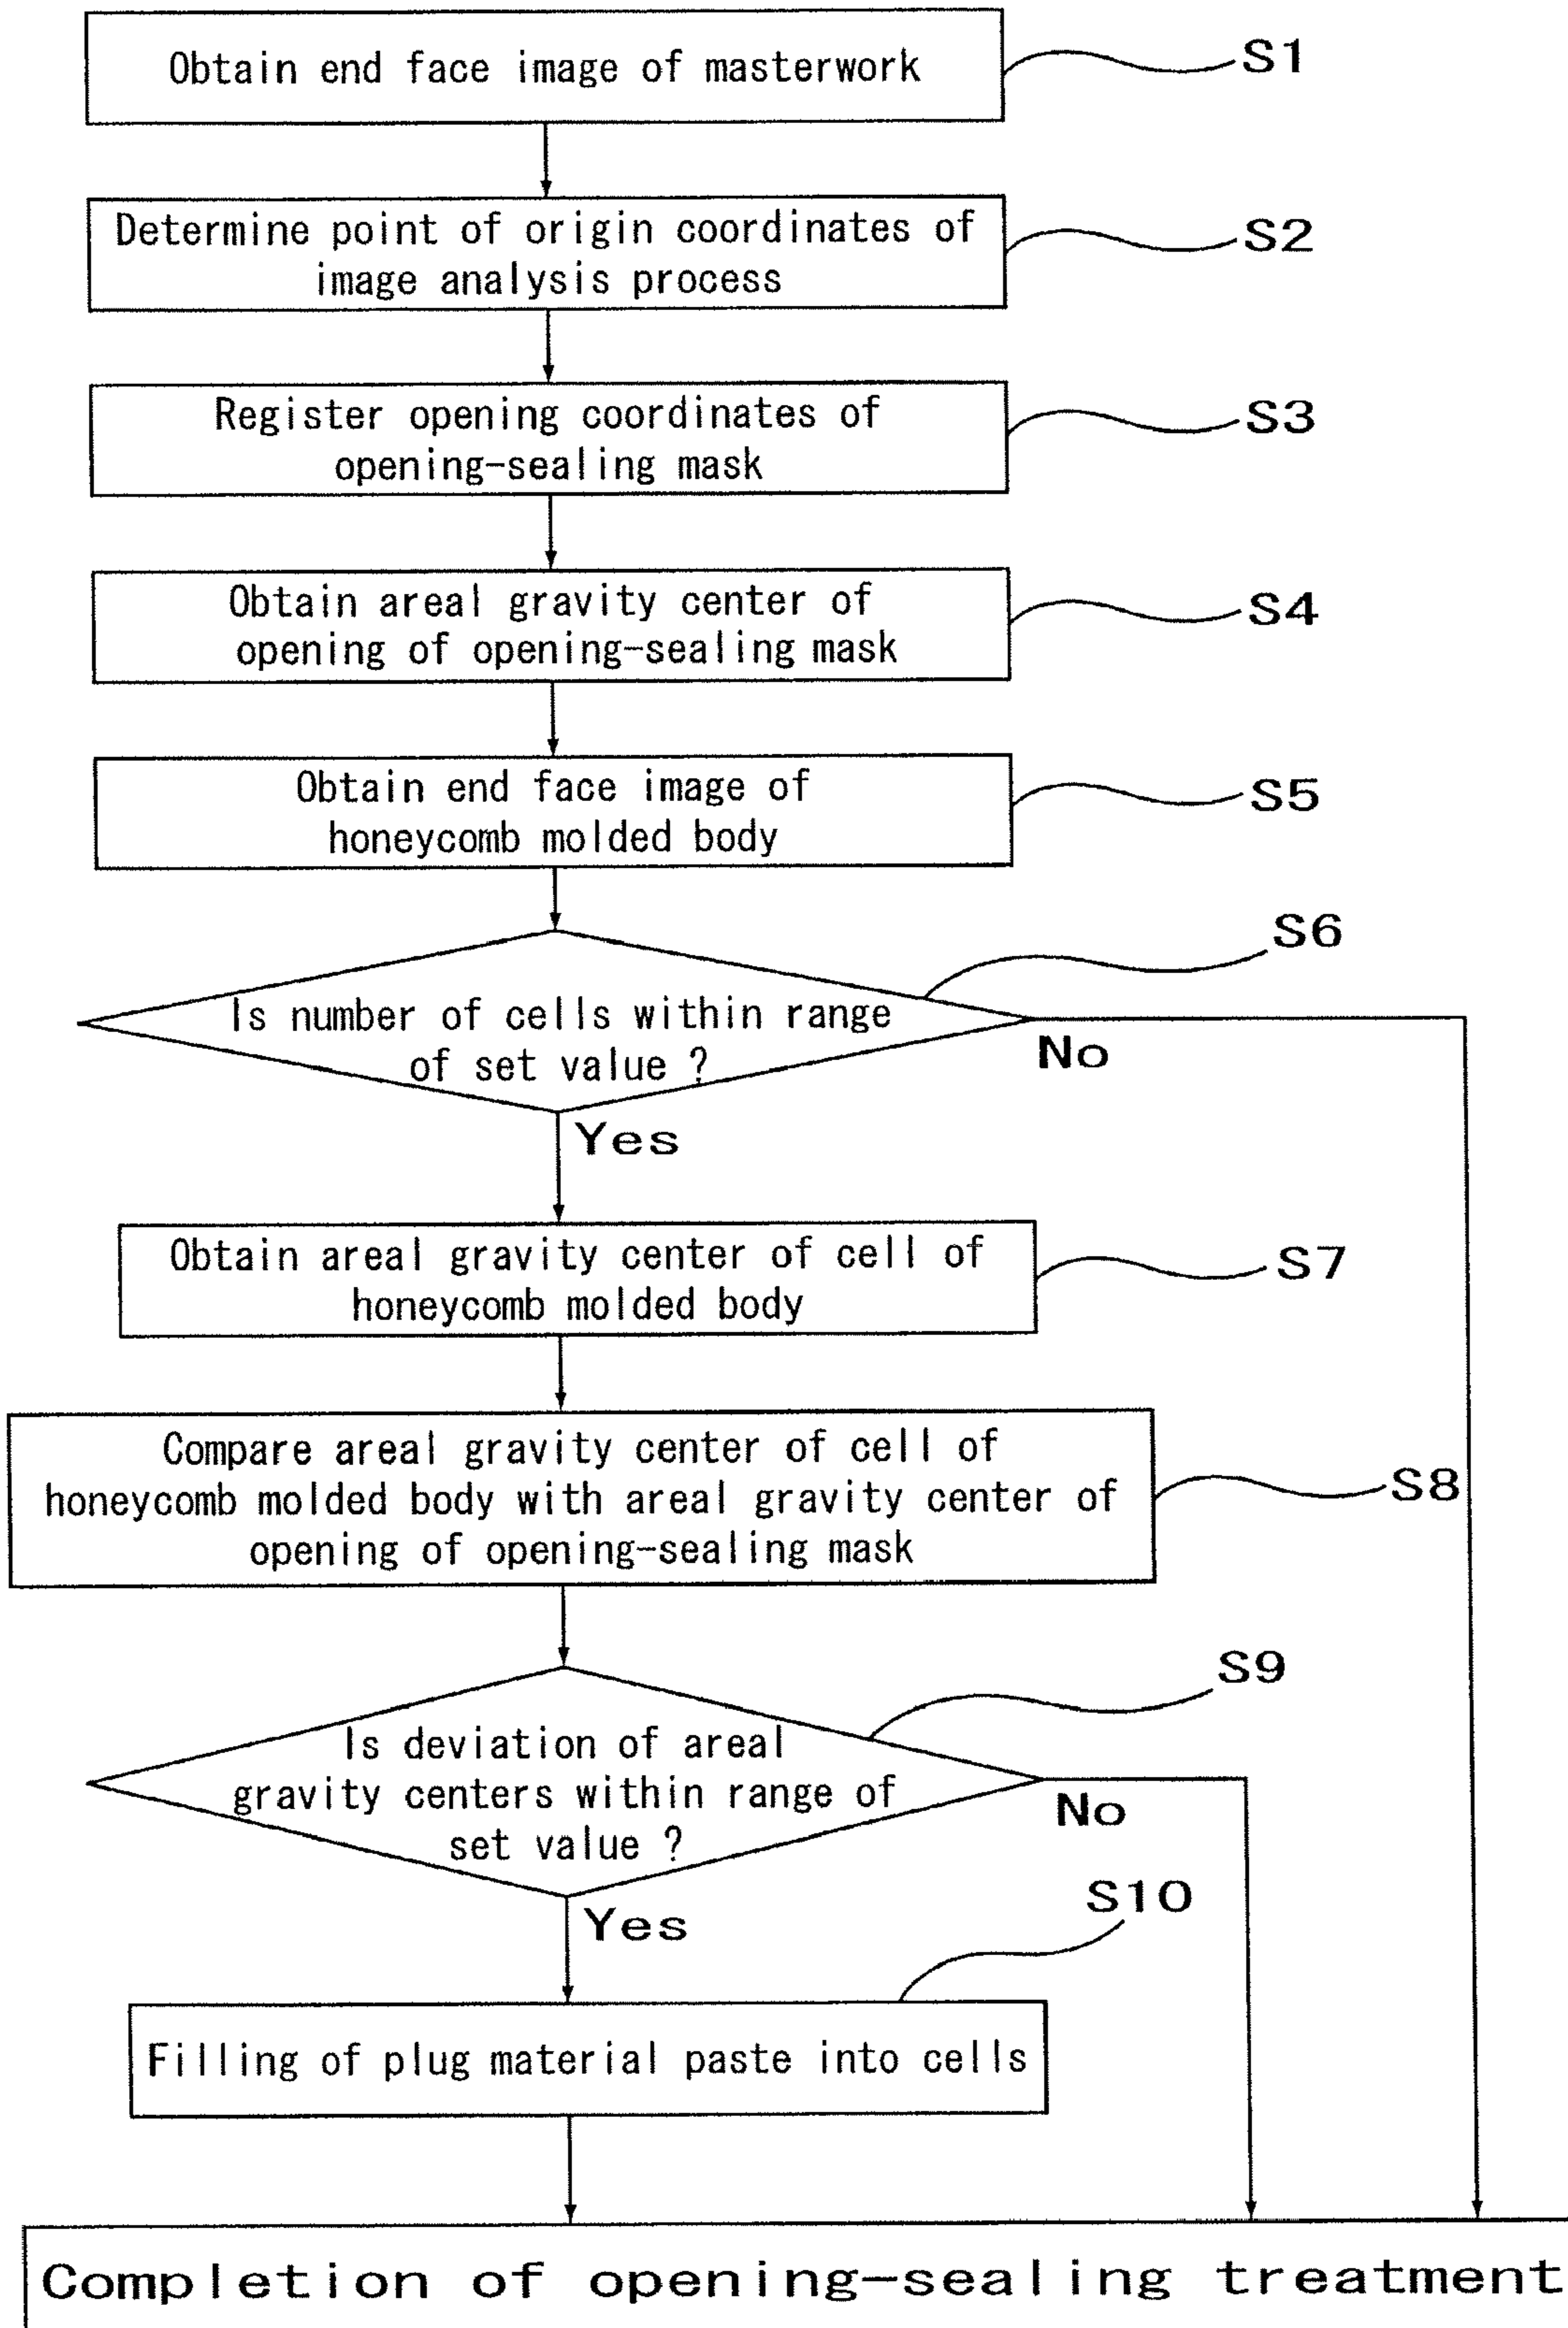 Obtain end face image of masterwork
S1
Determine point of origin coordinates of
image analysis process
S2
Register opening coordinates of
opening-sealing mask
S3
Obtain areal gravity center of
opening of opening-sealing mask
S4
Obtain end face image of
honeycomb molded body
S5
S6
Is number of cells within range
of set value ?
No
Yes
Obtain areal gravity center of cell of
honeycomb molded body
S7
Compare areal gravity center of cell of
honeycomb molded body with areal gravity center of
opening of opening-sealing mask
S8
S9
Is deviation of areal
gravity centers within range of
set value ?
No
Yes
S10
Filling of plug material paste into cells
Completion of opening-sealing treatment